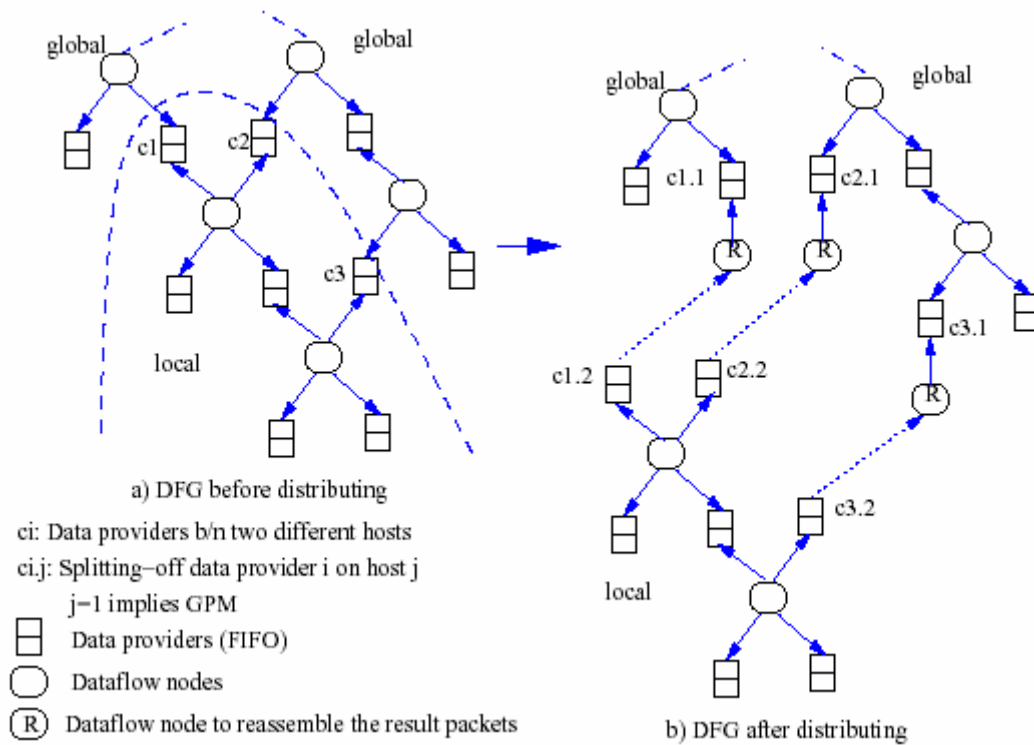 global
global
c1
c2
c3
local
a) DFG before distributing
ci: Data providers b/n two different hosts
ci.j: Splitting-off data provider i on host j
j=1 implies GPM
Data providers (FIFO)
Dataflow nodes
R Dataflow node to reassemble the result packets
global
global
c1.1
c2.1
R
R
c3.1
c1.2
c2.2
R
c3.2
local
b) DFG after distributing